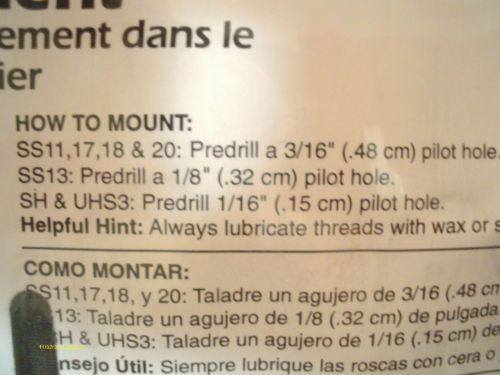 ement dans le
ier
HOW TO MOUNT:
SS11,17,18 & 20: Predrill a 3/16" (.48 cm) pilot hole.
SS13: Predrill a 1/8" (.32 cm) pilot hole.
SH & UHS3: Predrill 1/16" (.15 cm) pilot hole.
Helpful Hint: Always lubricate threads with wax or s
COMO MONTAR:
SS11,17,18, y 20: Taladre un agujero de 3/16 (.48 cm
13: Taladre un agujero de 1/8 (.32 cm) de pulgada
H & UHS3: Taladre un agujero de 1/16 (.15 cm) de
nsejo Útil: Siempre lubrique las roscas con cera o